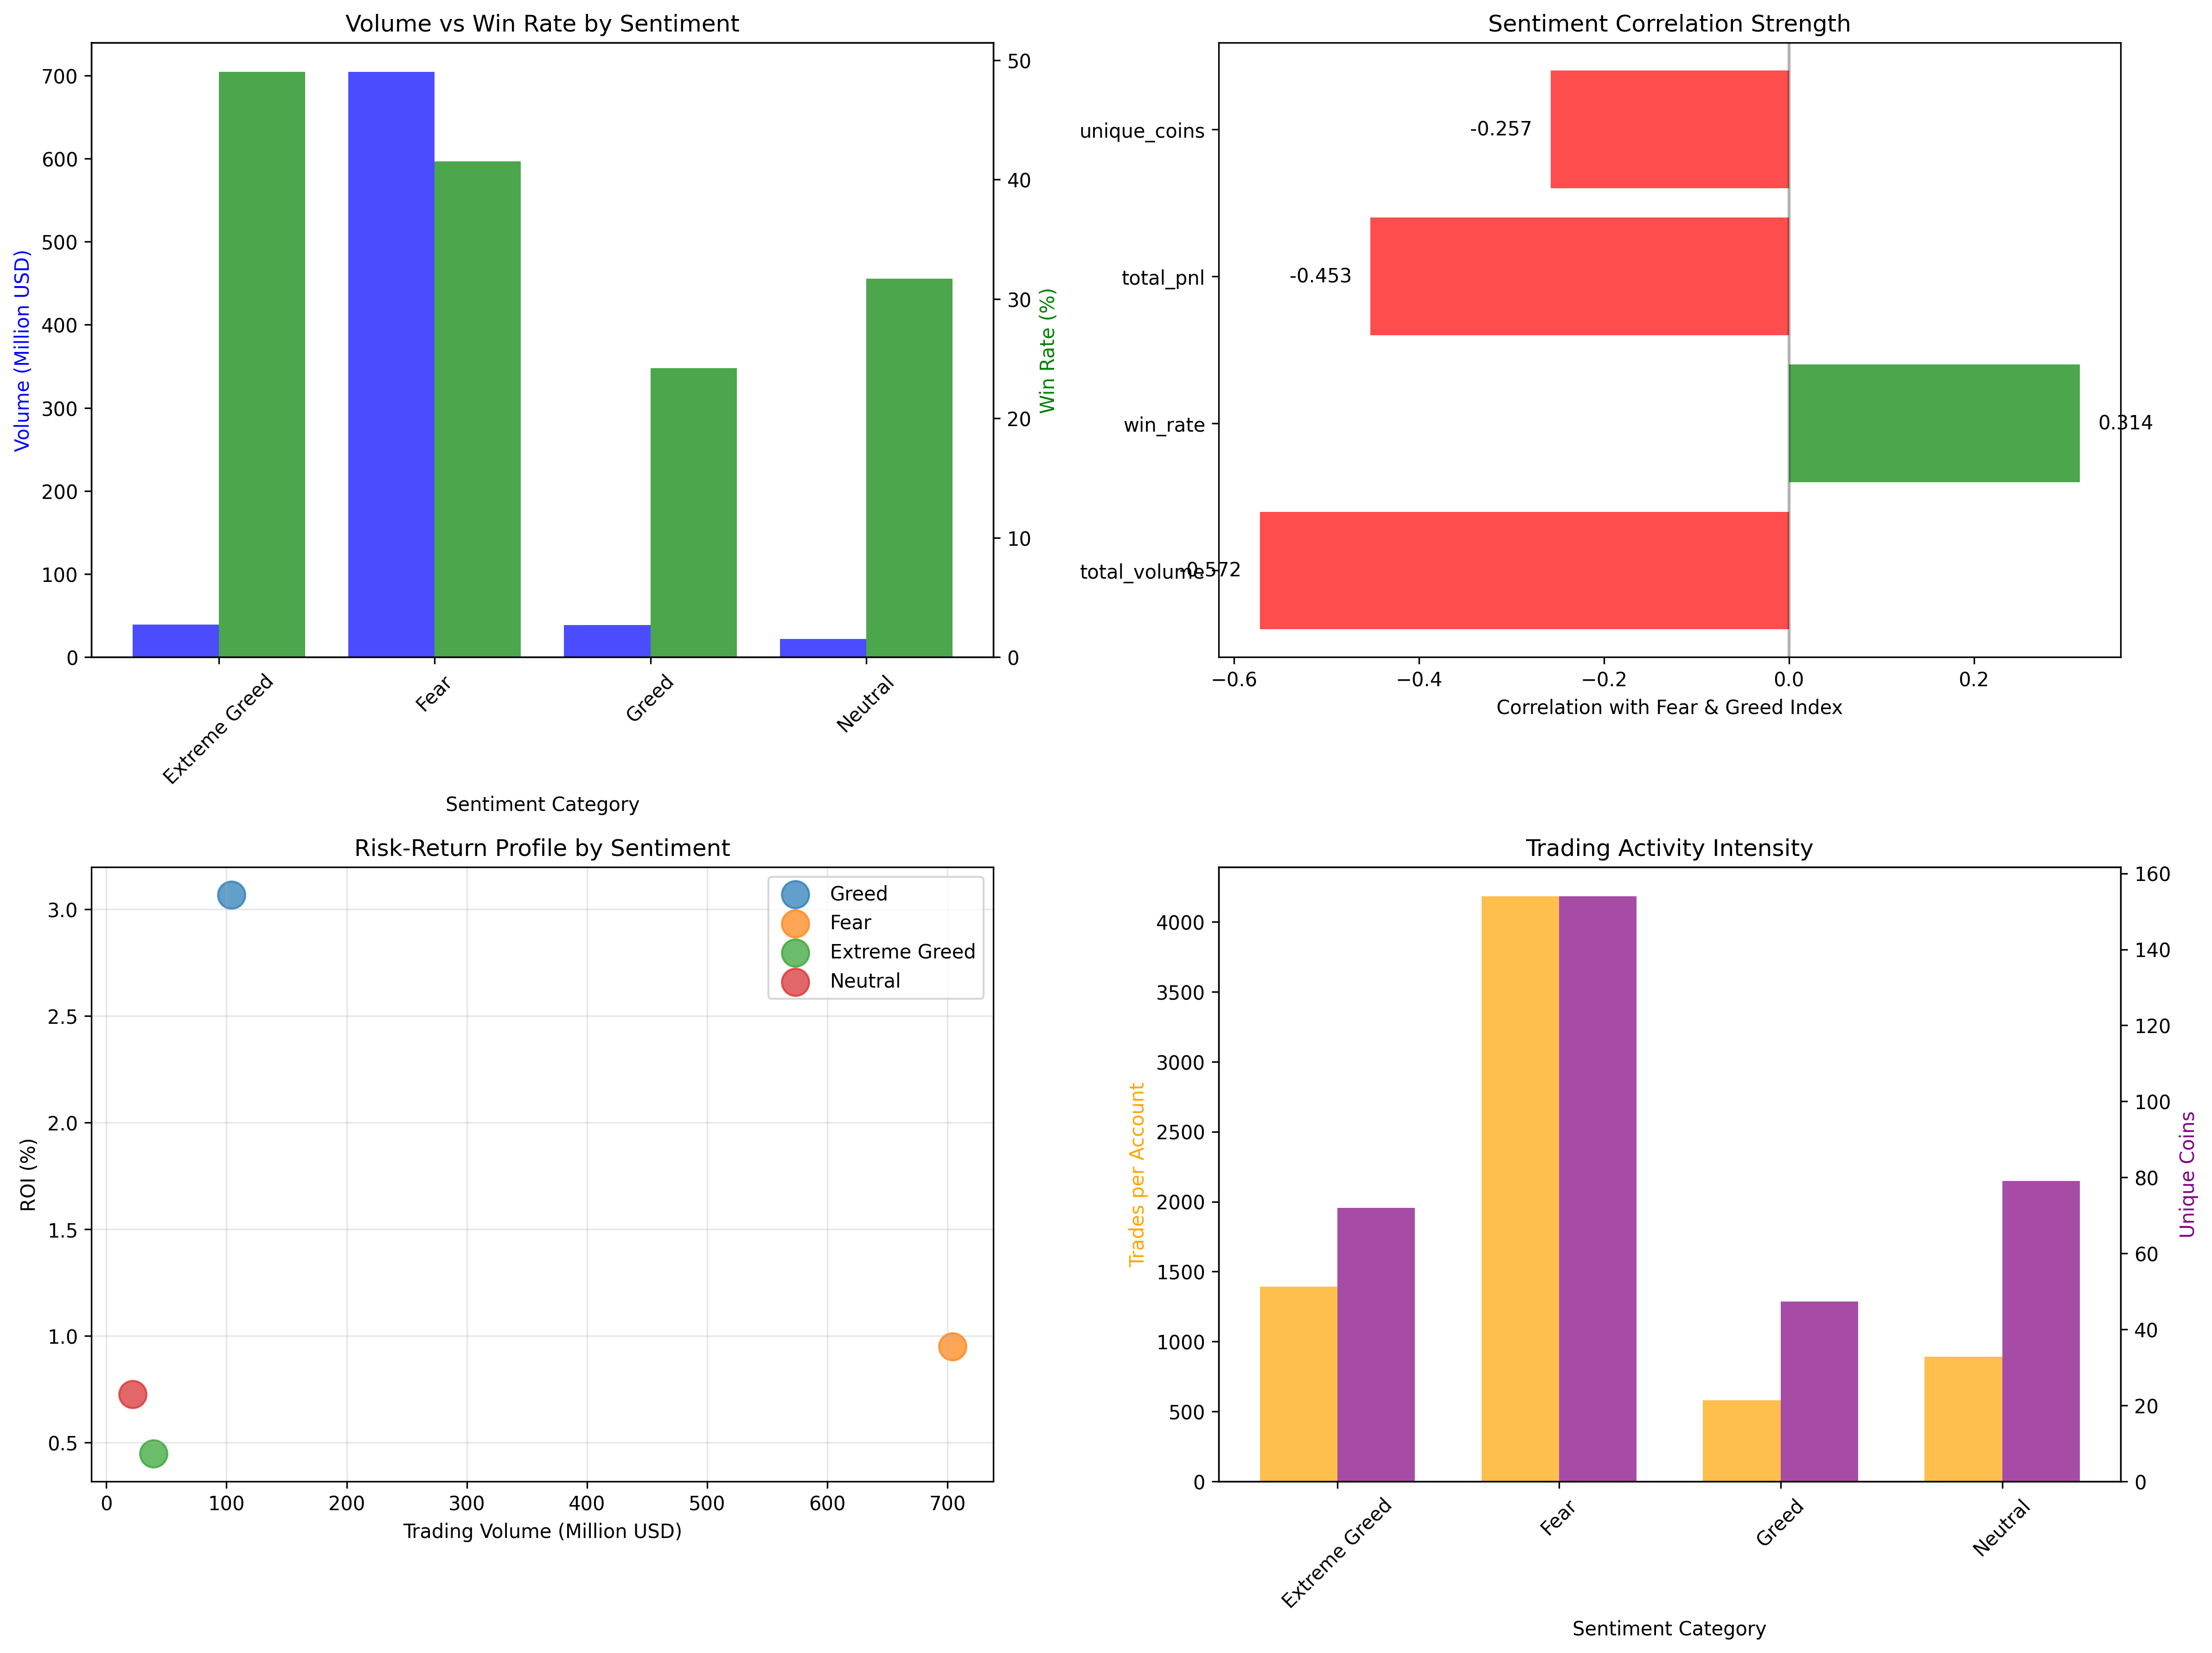 Volume vs Win Rate by Sentiment
Volume (Million USD)
700
600
500
400
300
200
100
0
50
40
30
20
10
0
Win Rate (%)
Extreme Greed
Fear
Greed
Neutral
Sentiment Category
Sentiment Correlation Strength
unique_coins
-0.257
total_pnl
-0.453
win_rate
0.314
total_volume
-0.572
−0.6
−0.4
−0.2
0.0
0.2
Correlation with Fear & Greed Index
Risk-Return Profile by Sentiment
ROI (%)
3.0
2.5
2.0
1.5
1.0
0.5
Greed
Fear
Extreme Greed
Neutral
0
100
200
300
400
500
600
700
Trading Volume (Million USD)
Trading Activity Intensity
Trades per Account
4000
3500
3000
2500
2000
1500
1000
500
0
160
140
120
100
80
60
40
20
0
Unique Coins
Extreme Greed
Fear
Greed
Neutral
Sentiment Category